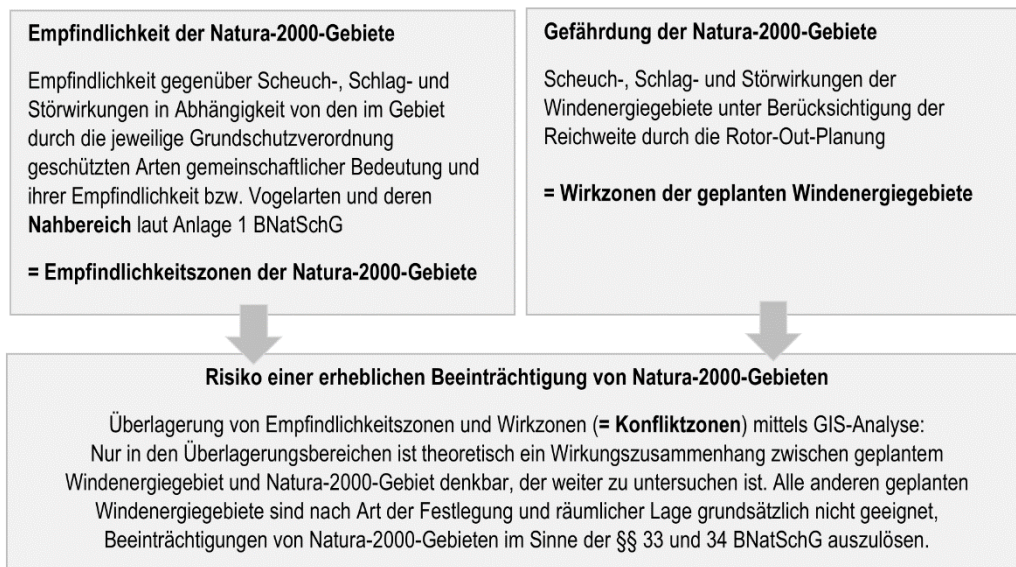 Empfindlichkeit der Natura-2000-Gebiete
Empfindlichkeit gegenüber Scheuch-, Schlag- und
Störwirkungen in Abhängigkeit von den im Gebiet
durch die jeweilige Grundschutzverordnung
geschützten Arten gemeinschaftlicher Bedeutung und
ihrer Empfindlichkeit bzw. Vogelarten und deren
Nahbereich laut Anlage 1 BNatSchG
= Empfindlichkeitszonen der Natura-2000-Gebiete
Gefährdung der Natura-2000-Gebiete
Scheuch-, Schlag- und Störwirkungen der
Windenergiegebiete unter Berücksichtigung der
Reichweite durch die Rotor-Out-Planung
= Wirkzonen der geplanten Windenergiegebiete
Risiko einer erheblichen Beeinträchtigung von Natura-2000-Gebieten
Überlagerung von Empfindlichkeitszonen und Wirkzonen (= Konfliktzonen) mittels GIS-Analyse:
Nur in den Überlagerungsbereichen ist theoretisch ein Wirkungszusammenhang zwischen geplantem
Windenergiegebiet und Natura-2000-Gebiet denkbar, der weiter zu untersuchen ist. Alle anderen geplanten
Windenergiegebiete sind nach Art der Festlegung und räumlicher Lage grundsätzlich nicht geeignet,
Beeinträchtigungen von Natura-2000-Gebieten im Sinne der §§ 33 und 34 BNatSchG auszulösen.